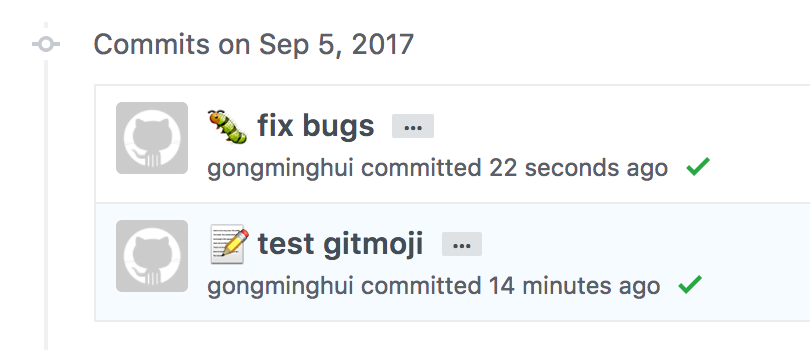 Commits on Sep 5, 2017
🐛 fix bugs ...
gongminghui committed 22 seconds ago ✓
📝 test gitmoji ...
gongminghui committed 14 minutes ago ✓